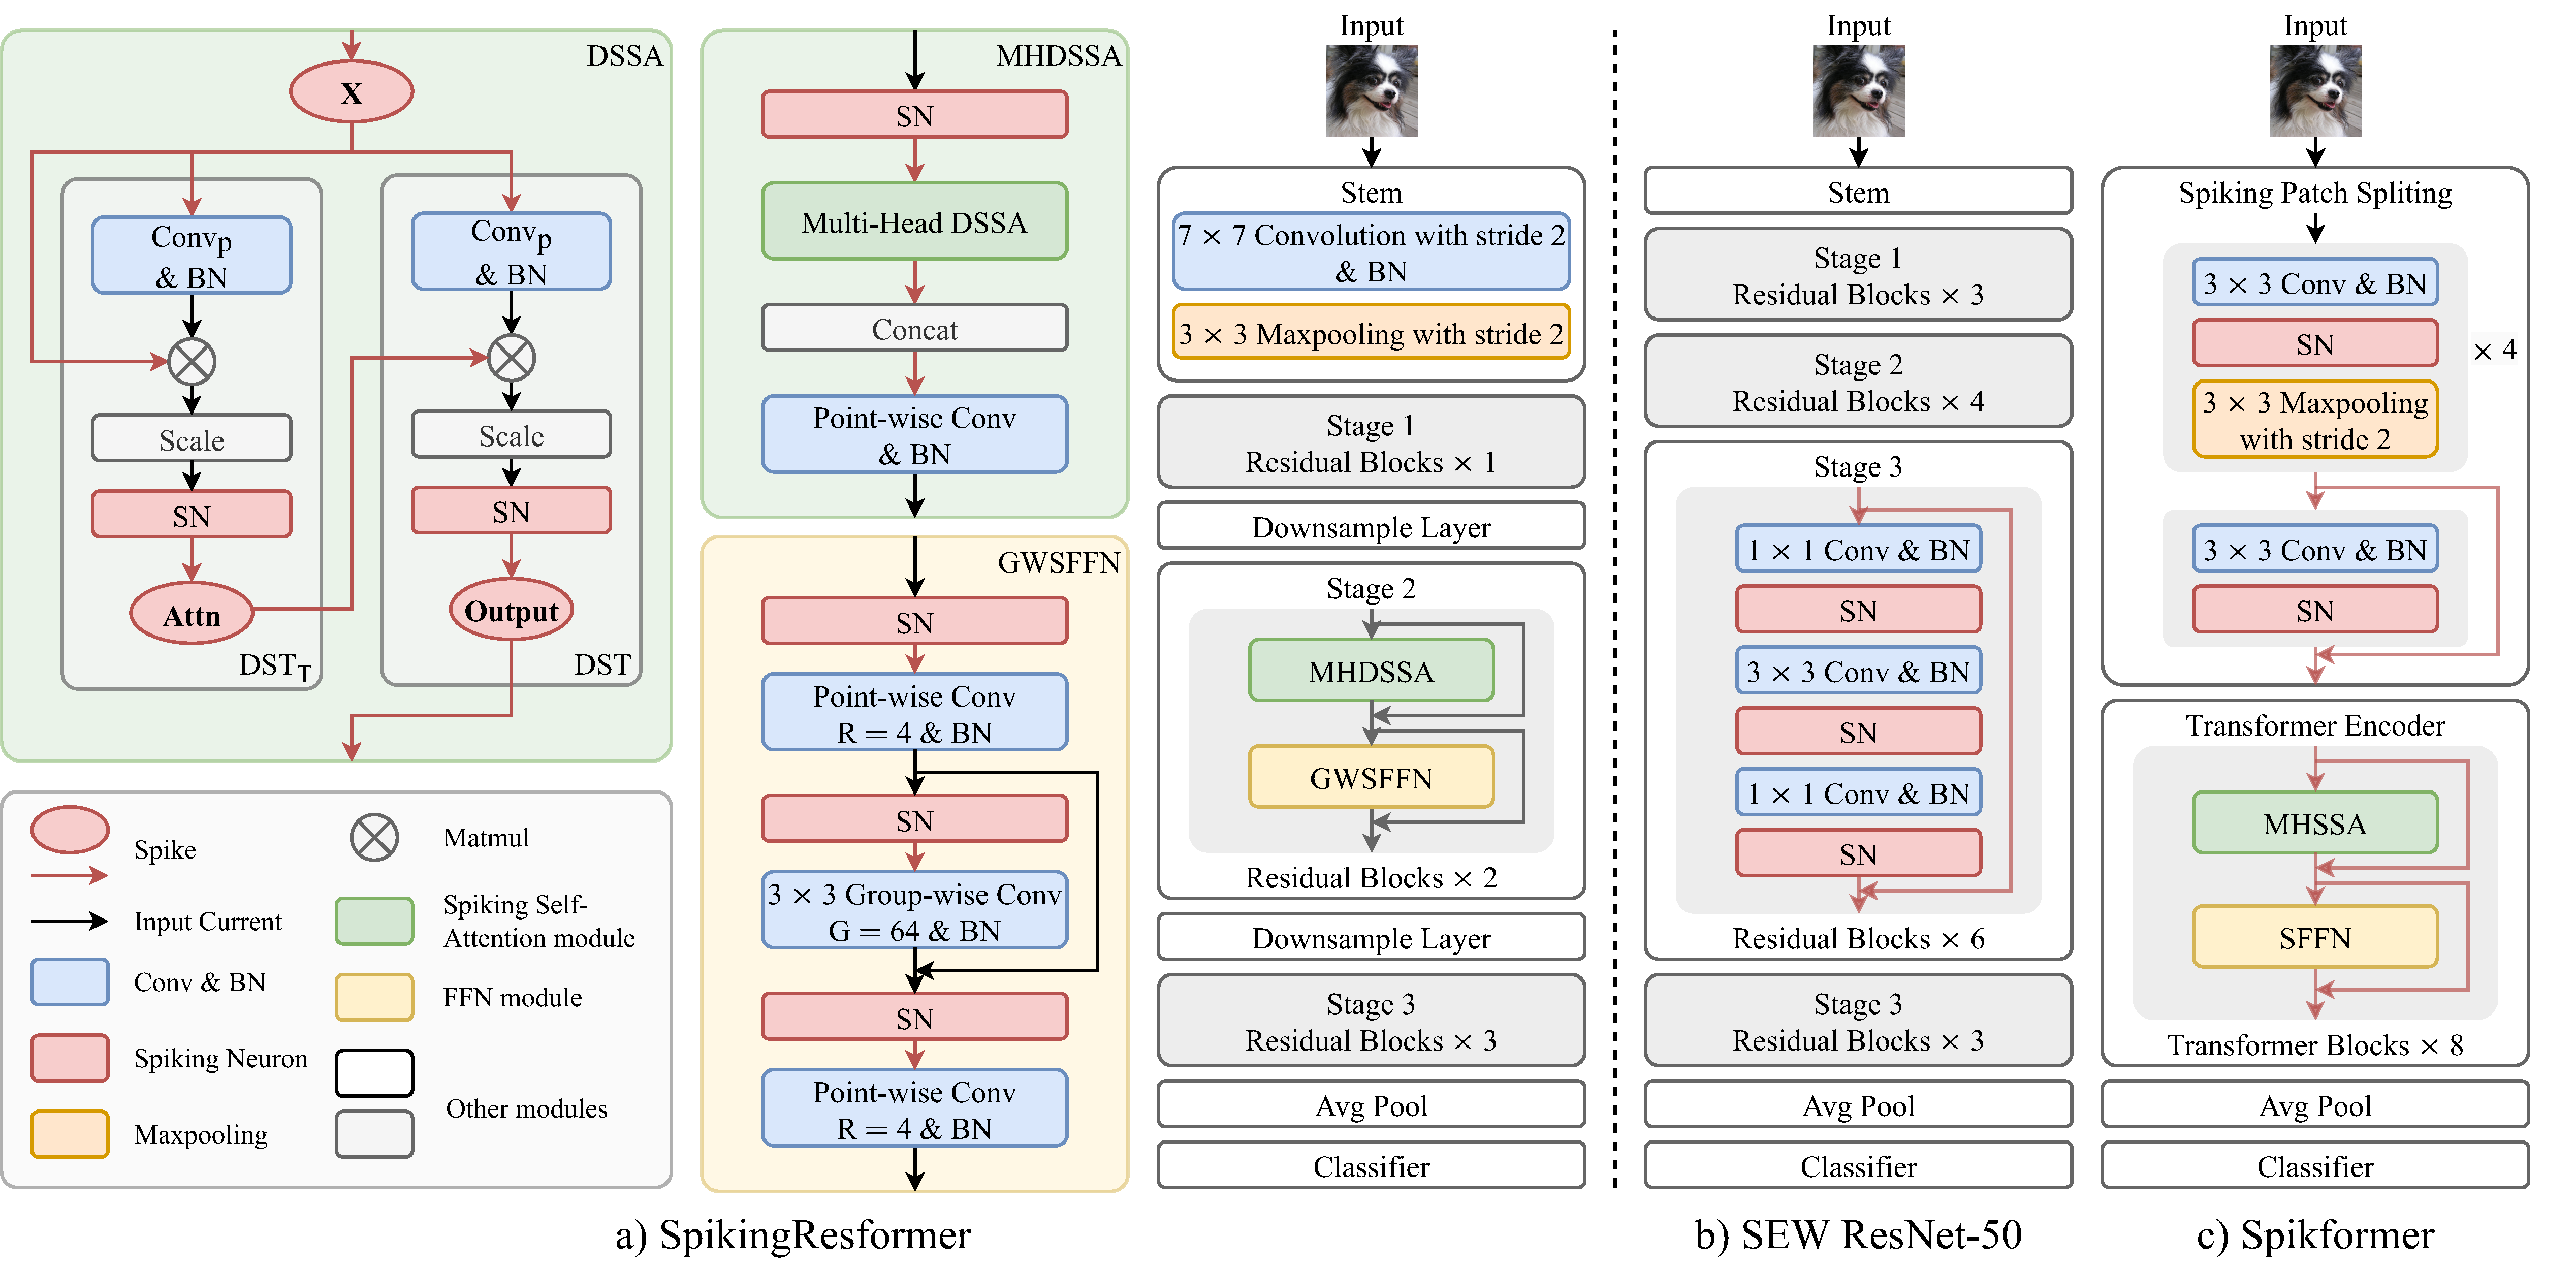 DSSA
X
Convp
& BN
Scale
SN
Attn
DSTT
Convp
& BN
Scale
SN
Output
DST
Spike
Input Current
Conv & BN
Spiking Neuron
Maxpooling
Matmul
Spiking Self-
Attention module
FFN module
Other modules
MHDSSA
SN
Multi-Head DSSA
Concat
Point-wise Conv
& BN
GWSFFN
SN
Point-wise Conv
R = 4 & BN
SN
3 × 3 Group-wise Conv
G = 64 & BN
SN
Point-wise Conv
R = 4 & BN
Input
Stem
7 × 7 Convolution with stride 2
& BN
3 × 3 Maxpooling with stride 2
Stage 1
Residual Blocks × 1
Downsample Layer
Stage 2
MHDSSA
GWSFFN
Residual Blocks × 2
Downsample Layer
Stage 3
Residual Blocks × 3
Avg Pool
Classifier
a) SpikingResformer
Input
Stem
Stage 1
Residual Blocks × 3
Stage 2
Residual Blocks × 4
Stage 3
1 × 1 Conv & BN
SN
3 × 3 Conv & BN
SN
1 × 1 Conv & BN
SN
Residual Blocks × 6
Stage 3
Residual Blocks × 3
Avg Pool
Classifier
b) SEW ResNet-50
Input
Spiking Patch Spliting
3 × 3 Conv & BN
SN
3 × 3 Maxpooling
with stride 2
× 4
3 × 3 Conv & BN
SN
Transformer Encoder
MHSSA
SFFN
Transformer Blocks × 8
Avg Pool
Classifier
c) Spikformer